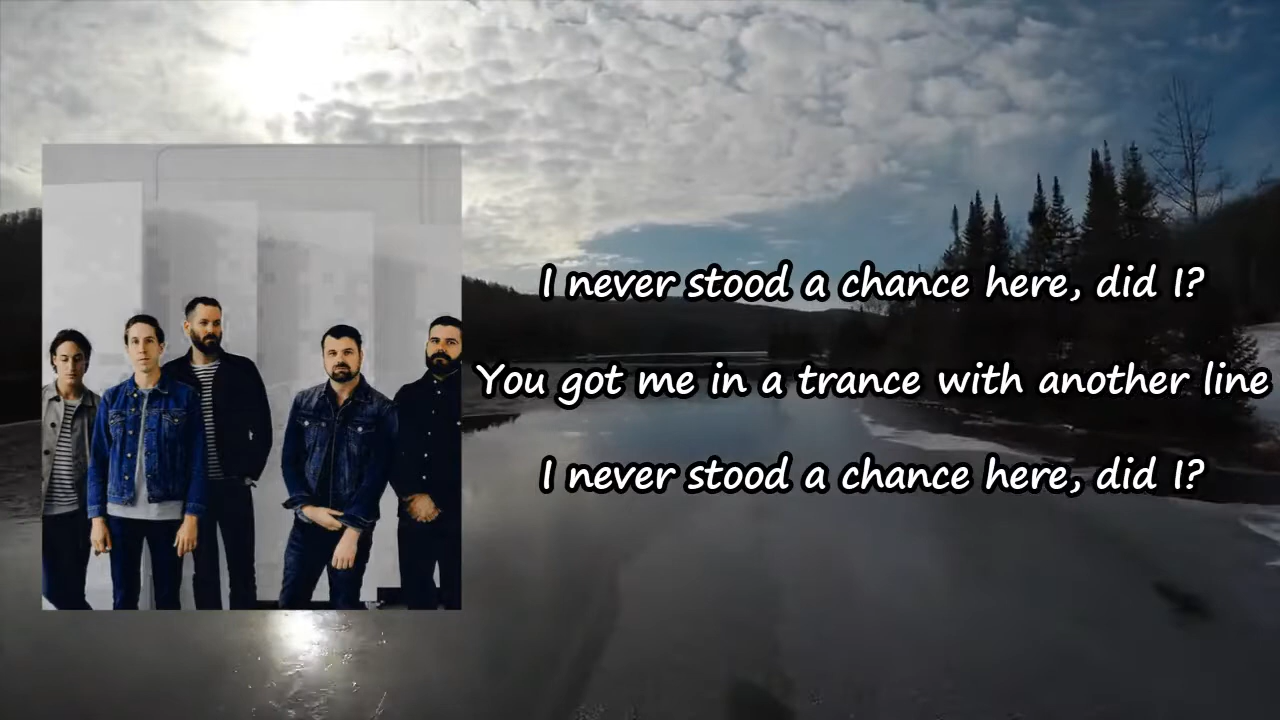 I never stood a chance here, did I?
You got me in a trance with another line
I never stood a chance here, did I?